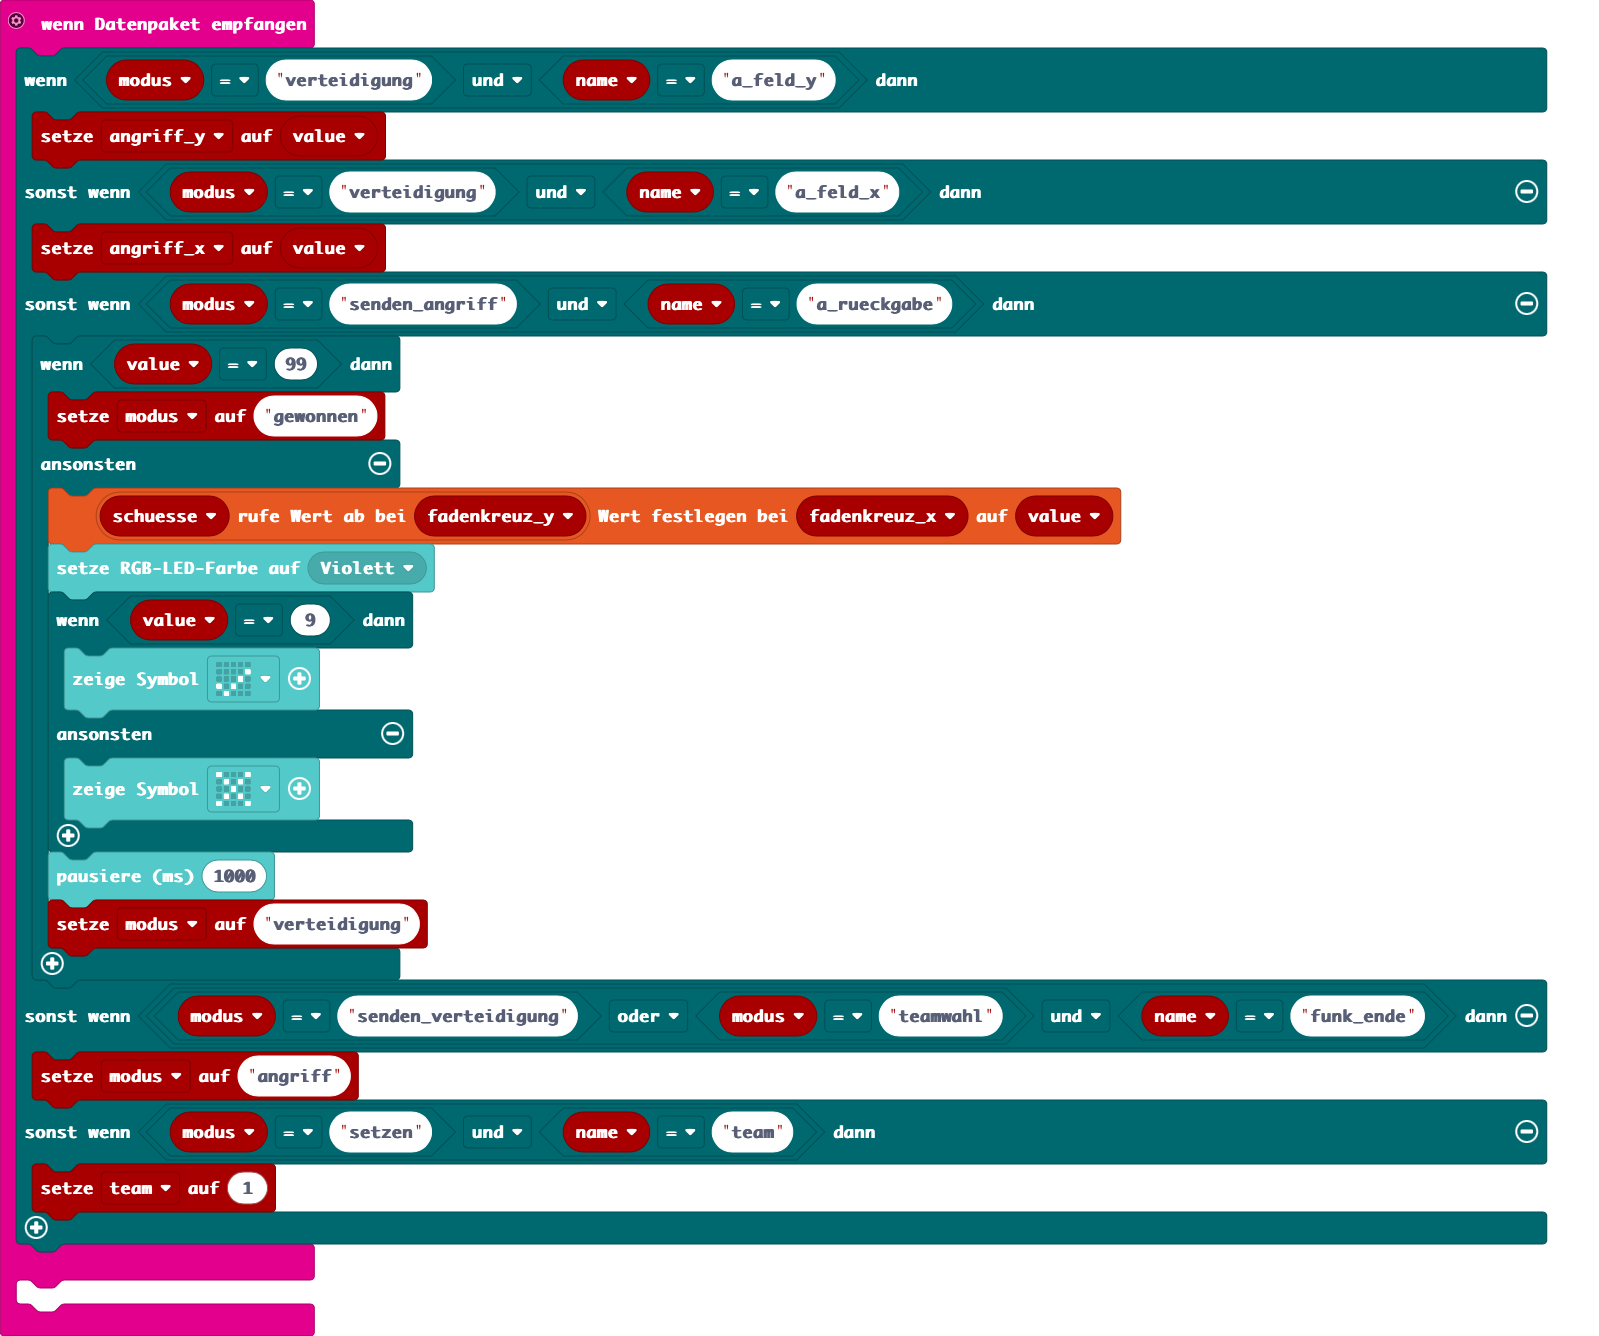 wenn Datenpaket empfangen
wenn modus = "verteidigung" und name = "a_feld_y" dann
setze angriff_y auf value
sonst wenn modus = "verteidigung" und name = "a_feld_x" dann
setze angriff_x auf value
sonst wenn modus = "senden_angriff" und name = "a_rueckgabe" dann
wenn value = 99 dann
setze modus auf "gewonnen"
ansonsten
schuesse rufe Wert ab bei fadenkreuz_y Wert festlegen bei fadenkreuz_x auf value
setze RGB-LED-Farbe auf Violett
wenn value = 9 dann
zeige Symbol
ansonsten
zeige Symbol
pausiere (ms) 1000
setze modus auf "verteidigung"
sonst wenn modus = "senden_verteidigung" oder modus = "teamwahl" und name = "funk_ende" dann
setze modus auf "angriff"
sonst wenn modus = "setzen" und name = "team" dann
setze team auf 1